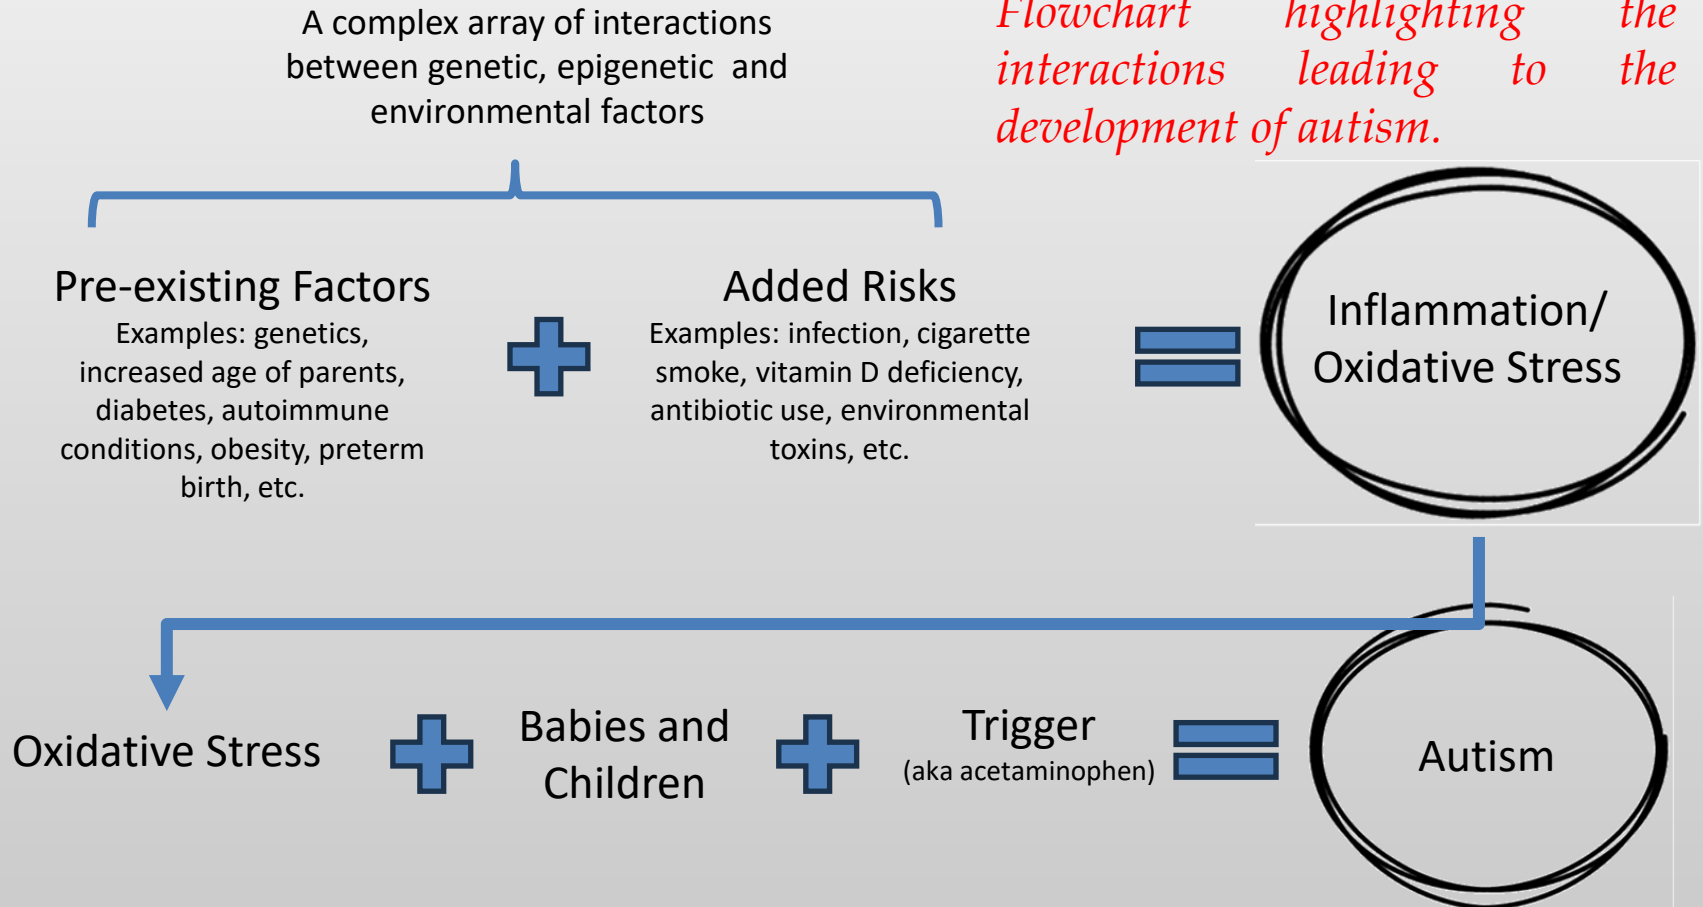 A complex array of interactions
between genetic, epigenetic and
environmental factors
Flowchart highlighting the
interactions leading to the
development of autism.
Pre-existing Factors
Examples: genetics,
increased age of parents,
diabetes, autoimmune
conditions, obesity, preterm
birth, etc.
Added Risks
Examples: infection, cigarette
smoke, vitamin D deficiency,
antibiotic use, environmental
toxins, etc.
Inflammation/
Oxidative Stress
Oxidative Stress
Babies and
Children
Trigger
(aka acetaminophen)
Autism